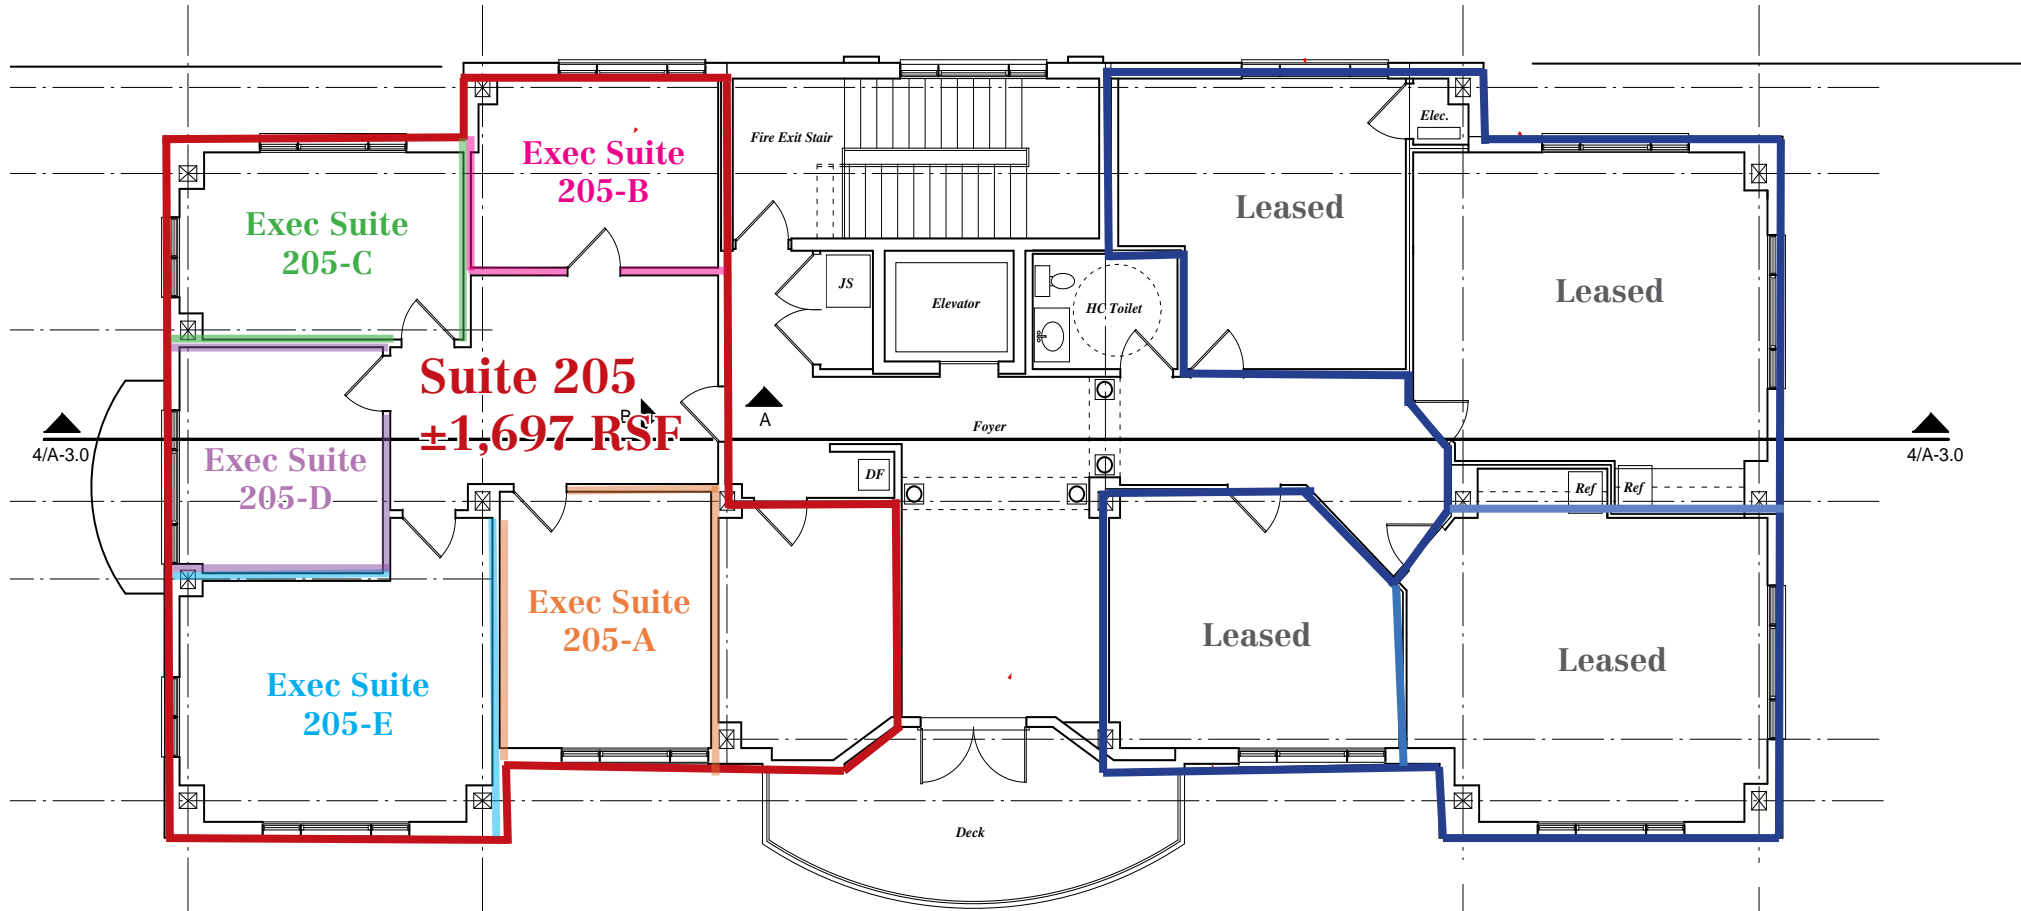 Elec.
Fire Exit Stair
Exec Suite
205-B
Leased
Exec Suite
205-C
JS
Elevator
HC Toilet
Leased
Suite 205
±1,697 RSF
B
A
Foyer
4/A-3.0
4/A-3.0
Exec Suite
205-D
DF
Ref
Ref
Exec Suite
205-A
Leased
Leased
Exec Suite
205-E
Deck